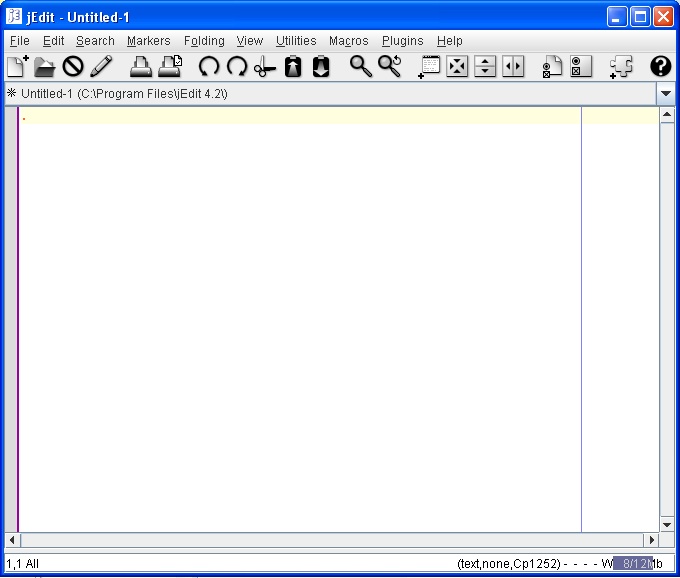 jEdit - Untitled-1
File Edit Search Markers Folding View Utilities Macros Plugins Help
Untitled-1 (C:\Program Files\jEdit 4.2\)
1,1 All (text,none,Cp1252) - - - - W 8/12Mb